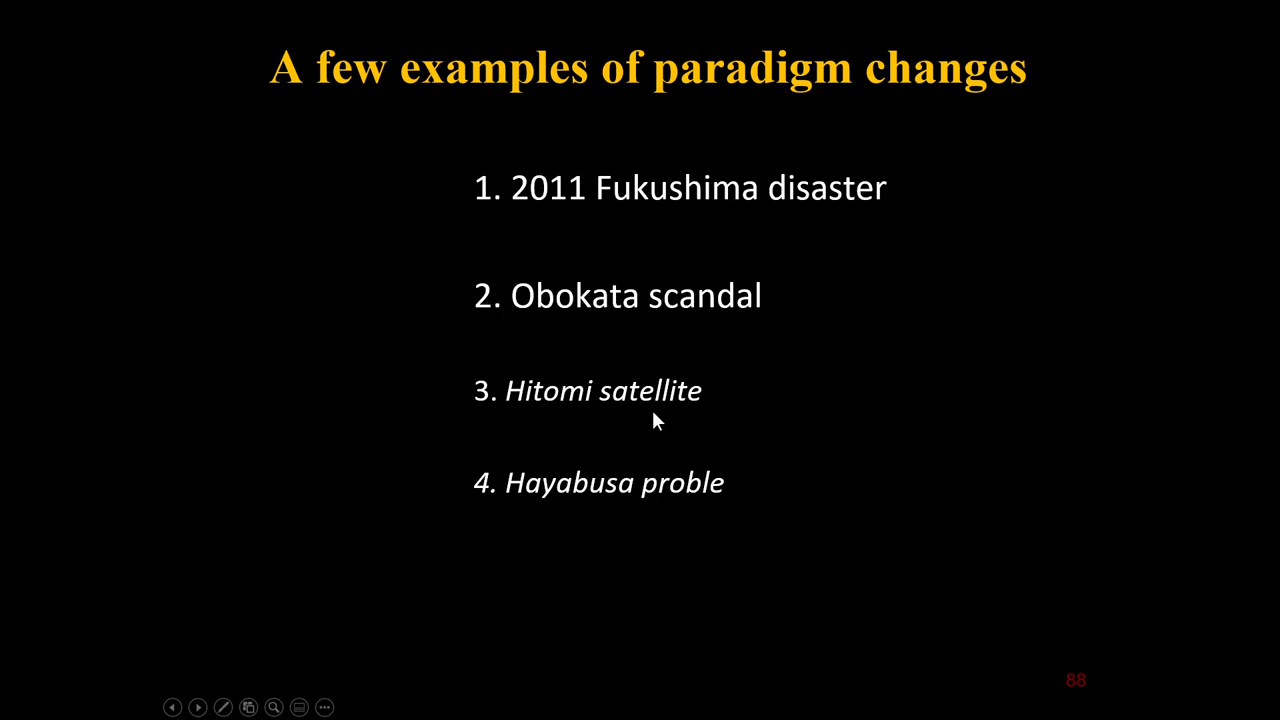 A few examples of paradigm changes
1. 2011 Fukushima disaster
2. Obokata scandal
3. Hitomi satellite
4. Hayabusa proble
88